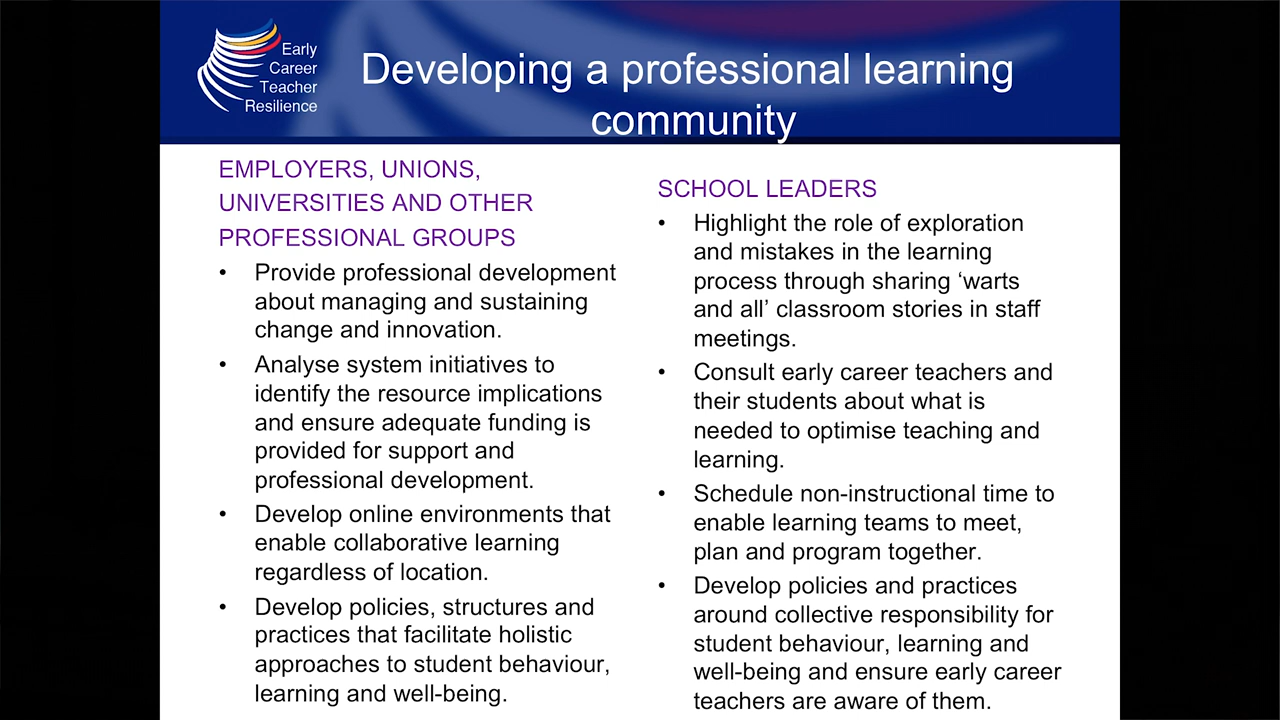 Early
Career
Teacher
Resilience
Developing a professional learning
community
EMPLOYERS, UNIONS,
UNIVERSITIES AND OTHER
PROFESSIONAL GROUPS
• Provide professional development
about managing and sustaining
change and innovation.
• Analyse system initiatives to
identify the resource implications
and ensure adequate funding is
provided for support and
professional development.
• Develop online environments that
enable collaborative learning
regardless of location.
• Develop policies, structures and
practices that facilitate holistic
approaches to student behaviour,
learning and well-being.
SCHOOL LEADERS
• Highlight the role of exploration
and mistakes in the learning
process through sharing ‘warts
and all’ classroom stories in staff
meetings.
• Consult early career teachers and
their students about what is
needed to optimise teaching and
learning.
• Schedule non-instructional time to
enable learning teams to meet,
plan and program together.
• Develop policies and practices
around collective responsibility for
student behaviour, learning and
well-being and ensure early career
teachers are aware of them.